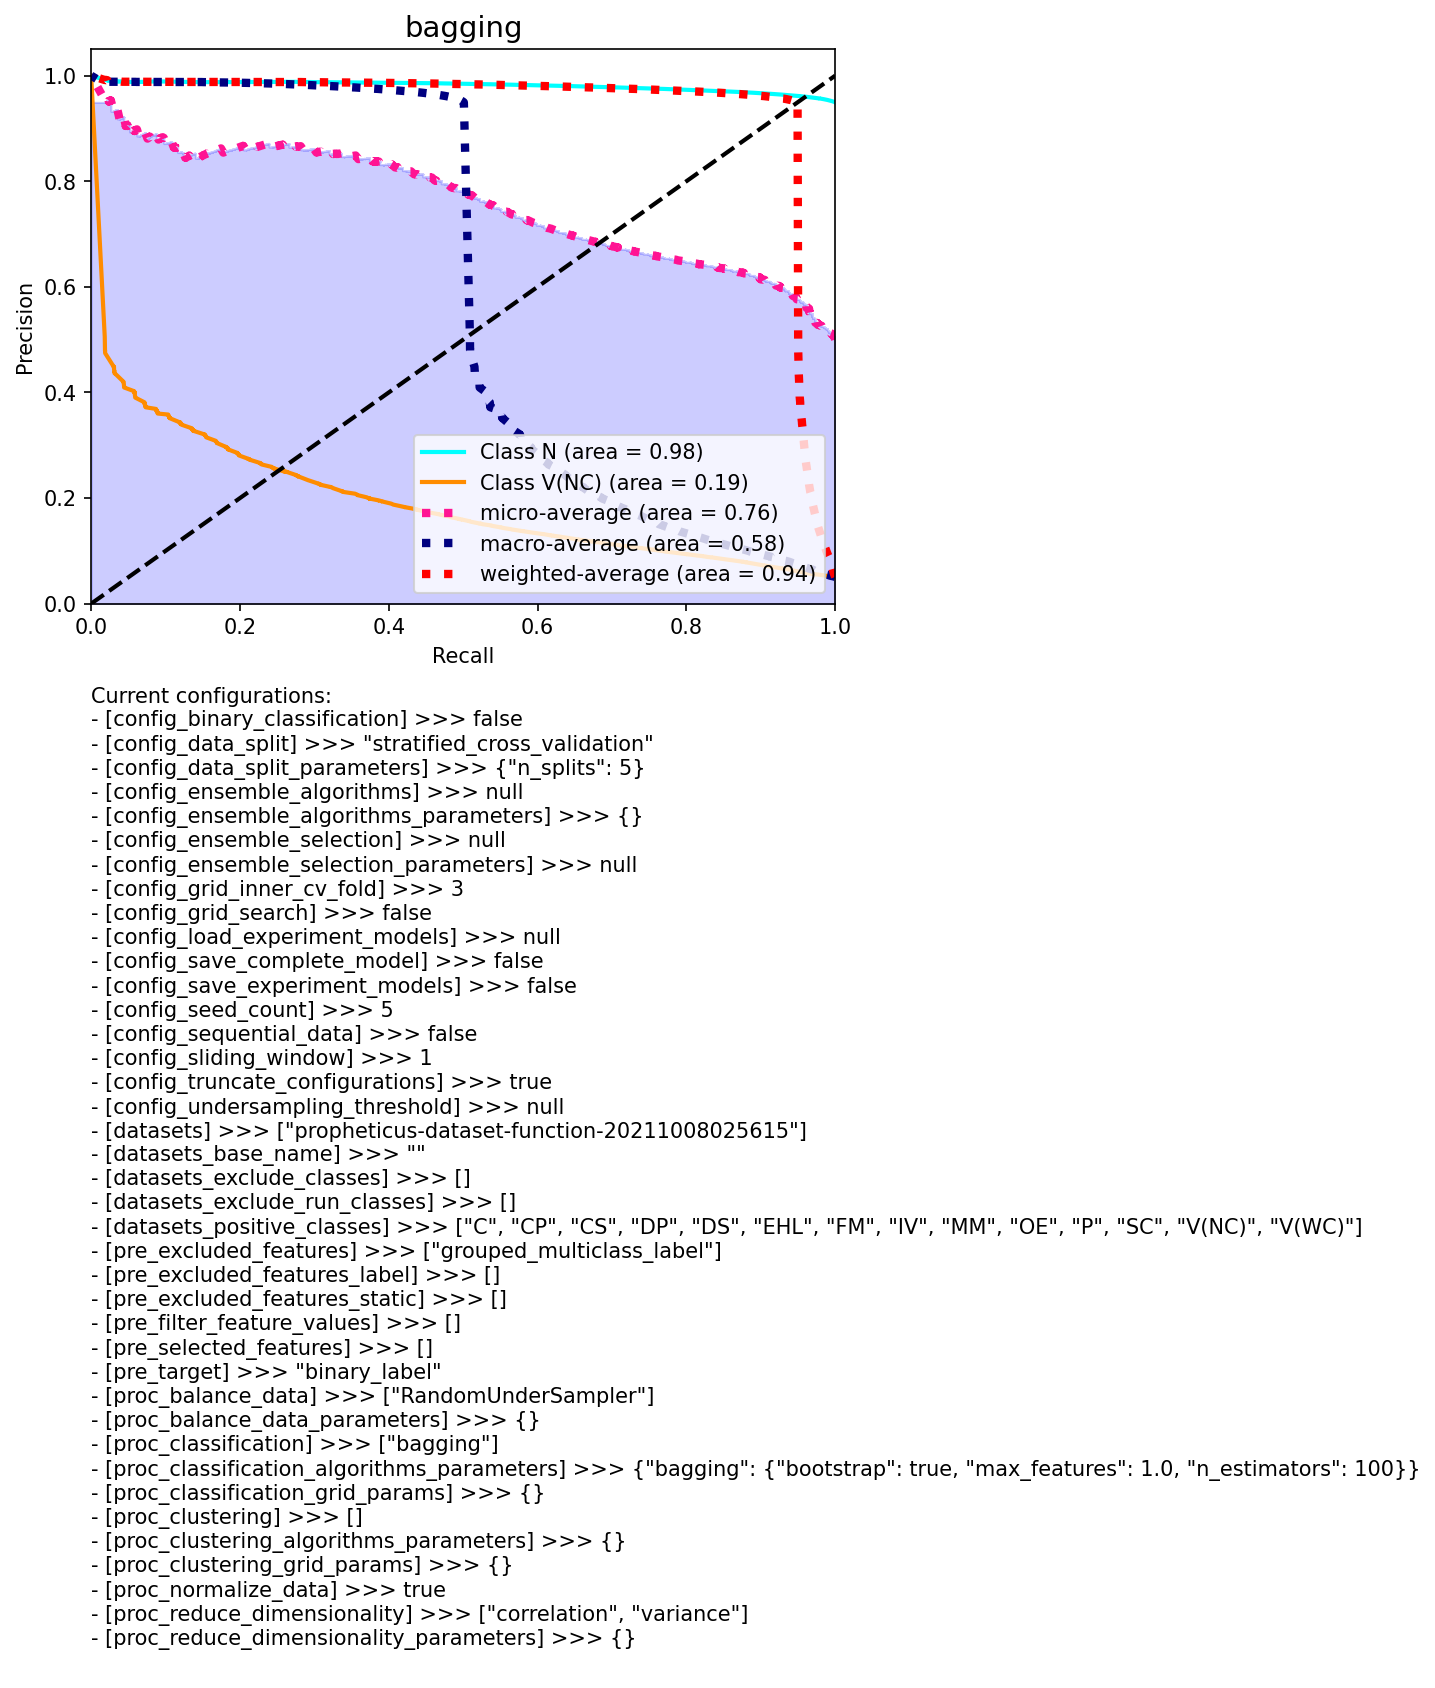 bagging
1.0
0.8
0.6
0.4
0.2
0.0
Precision
Class N (area = 0.98)
Class V(NC) (area = 0.19)
micro-average (area = 0.76)
macro-average (area = 0.58)
weighted-average (area = 0.94)
0.0 0.2 0.4 0.6 0.8 1.0
Recall
Current configurations:
- [config_binary_classification] >>> false
- [config_data_split] >>> "stratified_cross_validation"
- [config_data_split_parameters] >>> {"n_splits": 5}
- [config_ensemble_algorithms] >>> null
- [config_ensemble_algorithms_parameters] >>> {}
- [config_ensemble_selection] >>> null
- [config_ensemble_selection_parameters] >>> null
- [config_grid_inner_cv_fold] >>> 3
- [config_grid_search] >>> false
- [config_load_experiment_models] >>> null
- [config_save_complete_model] >>> false
- [config_save_experiment_models] >>> false
- [config_seed_count] >>> 5
- [config_sequential_data] >>> false
- [config_sliding_window] >>> 1
- [config_truncate_configurations] >>> true
- [config_undersampling_threshold] >>> null
- [datasets] >>> ["propheticus-dataset-function-20211008025615"]
- [datasets_base_name] >>> ""
- [datasets_exclude_classes] >>> []
- [datasets_exclude_run_classes] >>> []
- [datasets_positive_classes] >>> ["C", "CP", "CS", "DP", "DS", "EHL", "FM", "IV", "MM", "OE", "P", "SC", "V(NC)", "V(WC)"]
- [pre_excluded_features] >>> ["grouped_multiclass_label"]
- [pre_excluded_features_label] >>> []
- [pre_excluded_features_static] >>> []
- [pre_filter_feature_values] >>> []
- [pre_selected_features] >>> []
- [pre_target] >>> "binary_label"
- [proc_balance_data] >>> ["RandomUnderSampler"]
- [proc_balance_data_parameters] >>> {}
- [proc_classification] >>> ["bagging"]
- [proc_classification_algorithms_parameters] >>> {"bagging": {"bootstrap": true, "max_features": 1.0, "n_estimators": 100}}
- [proc_classification_grid_params] >>> {}
- [proc_clustering] >>> []
- [proc_clustering_algorithms_parameters] >>> {}
- [proc_clustering_grid_params] >>> {}
- [proc_normalize_data] >>> true
- [proc_reduce_dimensionality] >>> ["correlation", "variance"]
- [proc_reduce_dimensionality_parameters] >>> {}